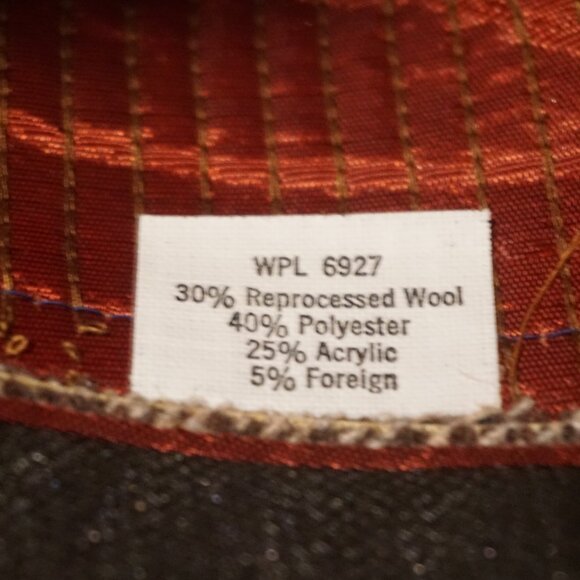 WPL 6927
30% Reprocessed Wool
40% Polyester
25% Acrylic
5% Foreign